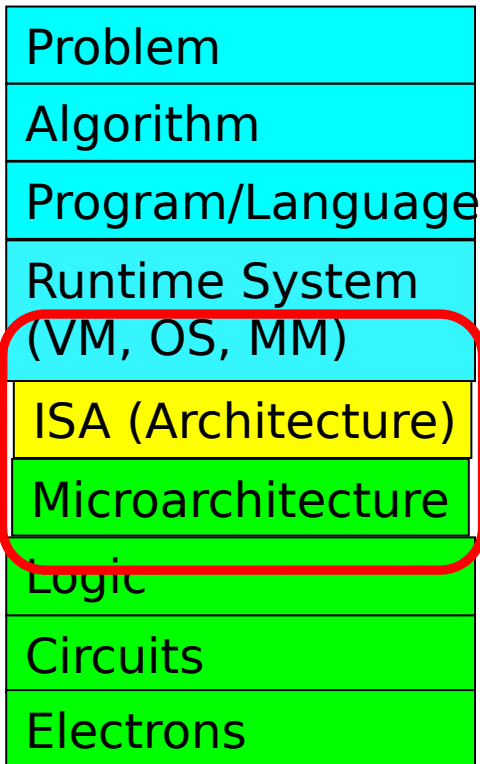 Problem
Algorithm
Program/Language
Runtime System
(VM, OS, MM)
ISA (Architecture)
Microarchitecture
Logic
Circuits
Electrons